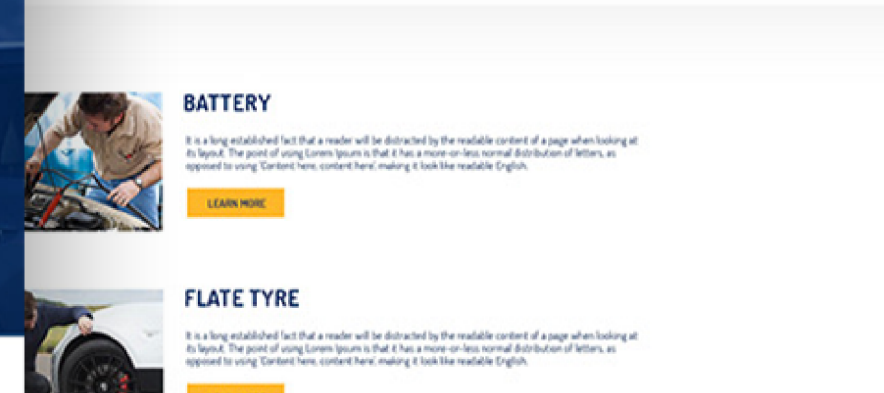 BATTERY
It is a long established fact that a reader will be distracted by the readable content of a page when looking at
its layout. The point of using Lorem Ipsum is that it has a more-or-less normal distribution of letters, as
opposed to using 'Content here, content here', making it look like readable English.
LEARN MORE
FLATE TYRE
It is a long established fact that a reader will be distracted by the readable content of a page when looking at
its layout. The point of using Lorem Ipsum is that it has a more-or-less normal distribution of letters, as
opposed to using 'Content here, content here', making it look like readable English.